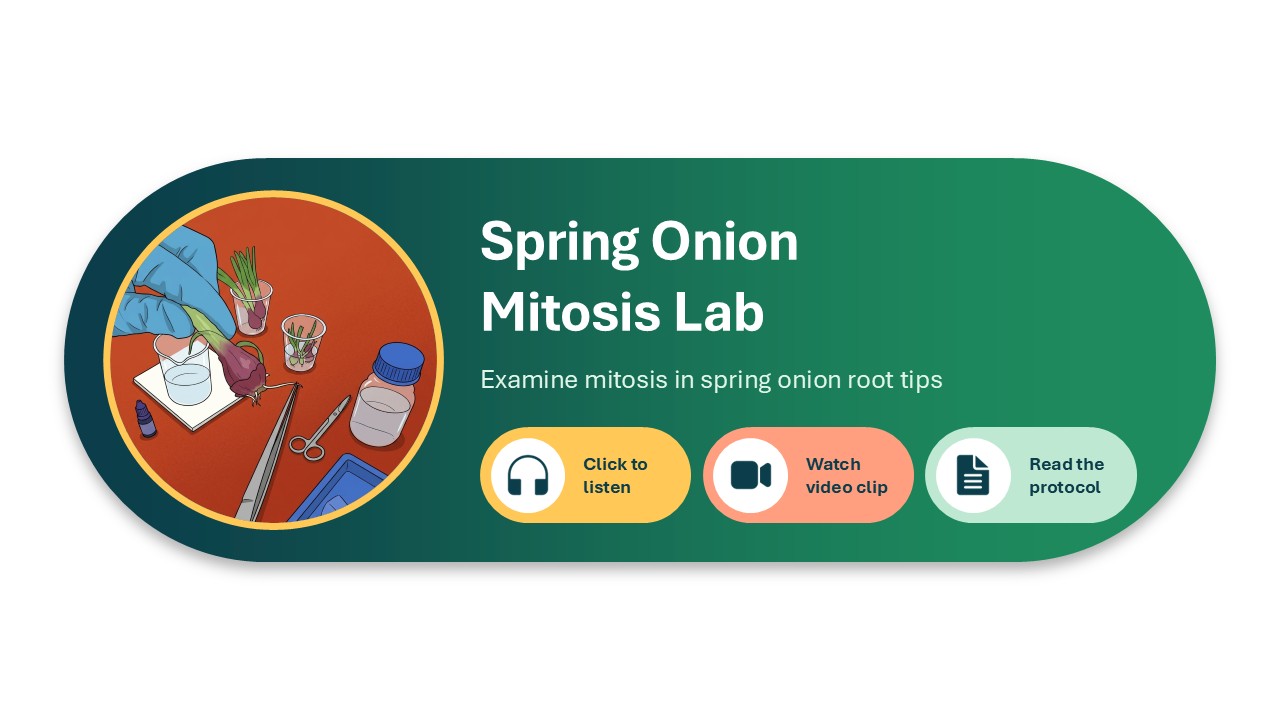 Spring Onion
Mitosis Lab
Examine mitosis in spring onion root tips
Click to
listen
Watch
video clip
Read the
protocol